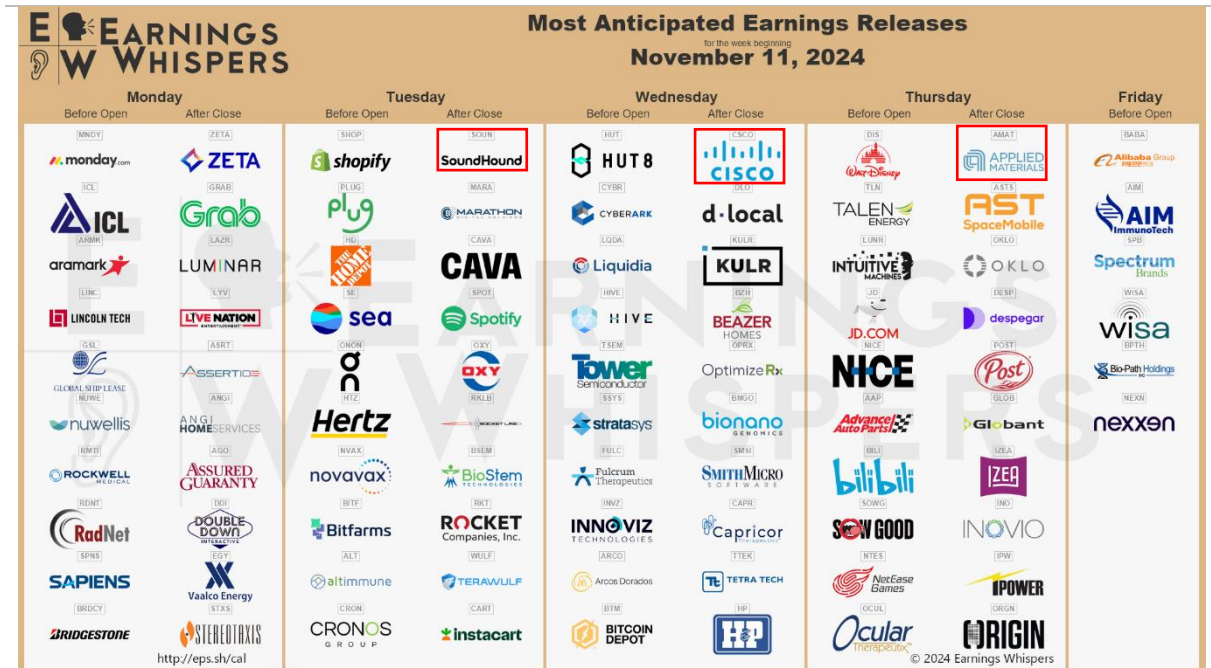 E EARNINGS
W WHISPERS
Most Anticipated Earnings Releases
for the week beginning
November 11, 2024
Monday Tuesday Wednesday Thursday Friday
Before Open After Close Before Open After Close Before Open After Close Before Open After Close Before Open
MNDY ZETA SHOP SOUN HUT CSCO DIS AMAT BABA
monday.com ZETA shopify SoundHound HUT 8 CISCO WALT DISNEY APPLIED MATERIALS Alibaba Group
ICL GRAB PLUG MARA CYBR DLO TLN ASTS AIM
ICL Grab plug MARATHON CYBERARK d·local TALEN ENERGY AST SpaceMobile AIM ImmunoTech
ARMK LAZR HD CAVA LQDA KULR LUNR OKLO SPB
aramark LUMINAR THE HOME DEPOT CAVA Liquidia KULR INTUITIVE MACHINES OKLO Spectrum Brands
LINC LYV SE SPOT HIVE BZH JD DESP WISA
LINCOLN TECH LIVE NATION ENTERTAINMENT sea Spotify HIVE BEAZER HOMES JD.COM despegar wisa
GSL ASRT ONON OXY TSEM OPRX NICE POST BPTH
GLOBAL SHIP LEASE ASSERTIO on OXY Tower Semiconductor OptimizeRx NICE Post Bio-Path Holdings INC
NUWE ANGI HTZ RKLB SSYS BNGO AAP GLOB NEXN
nuwellis ANGI HOMESERVICES Hertz ROCKET LAB stratasys bionano GENOMICS Advance Auto Parts Globant nexxen
RMTI AGO NVAX BSEM FULC SMSI BILI IZEA
ROCKWELL MEDICAL ASSURED GUARANTY novavax BioStem TECHNOLOGIES Fulcrum Therapeutics SMITH MICRO SOFTWARE bilibili IZEA
RDNT DDI BITF RKT INVZ CAPR SOWG INO
RadNet DOUBLE DOWN INTERACTIVE Bitfarms ROCKET Companies, Inc. INNOVIZ TECHNOLOGIES Capricor Therapeutics SOW GOOD INOVIO
SPNS EGY ALT WULF ARCO TTEK NTES IPW
SAPIENS Vaalco Energy altimmune TERAWULF Arcos Dorados Tt TETRA TECH NetEase Games IPOWER
BRDCY STXS CRON CART BTM HP OCUL ORGN
BRIDGESTONE STEREOTAXIS CRONOS GROUP instacart BITCOIN DEPOT H&P Ocular Therapeutix ORIGIN
http://eps.sh/cal © 2024 Earnings Whispers